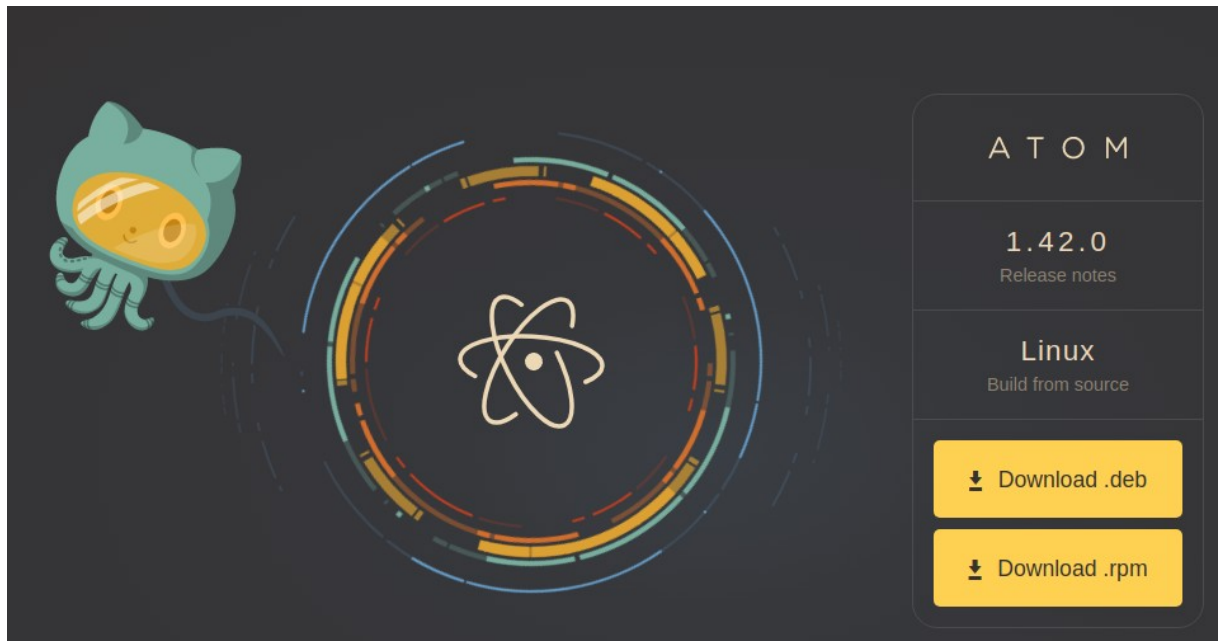 ATOM
1.42.0
Release notes
Linux
Build from source
Download .deb
Download .rpm